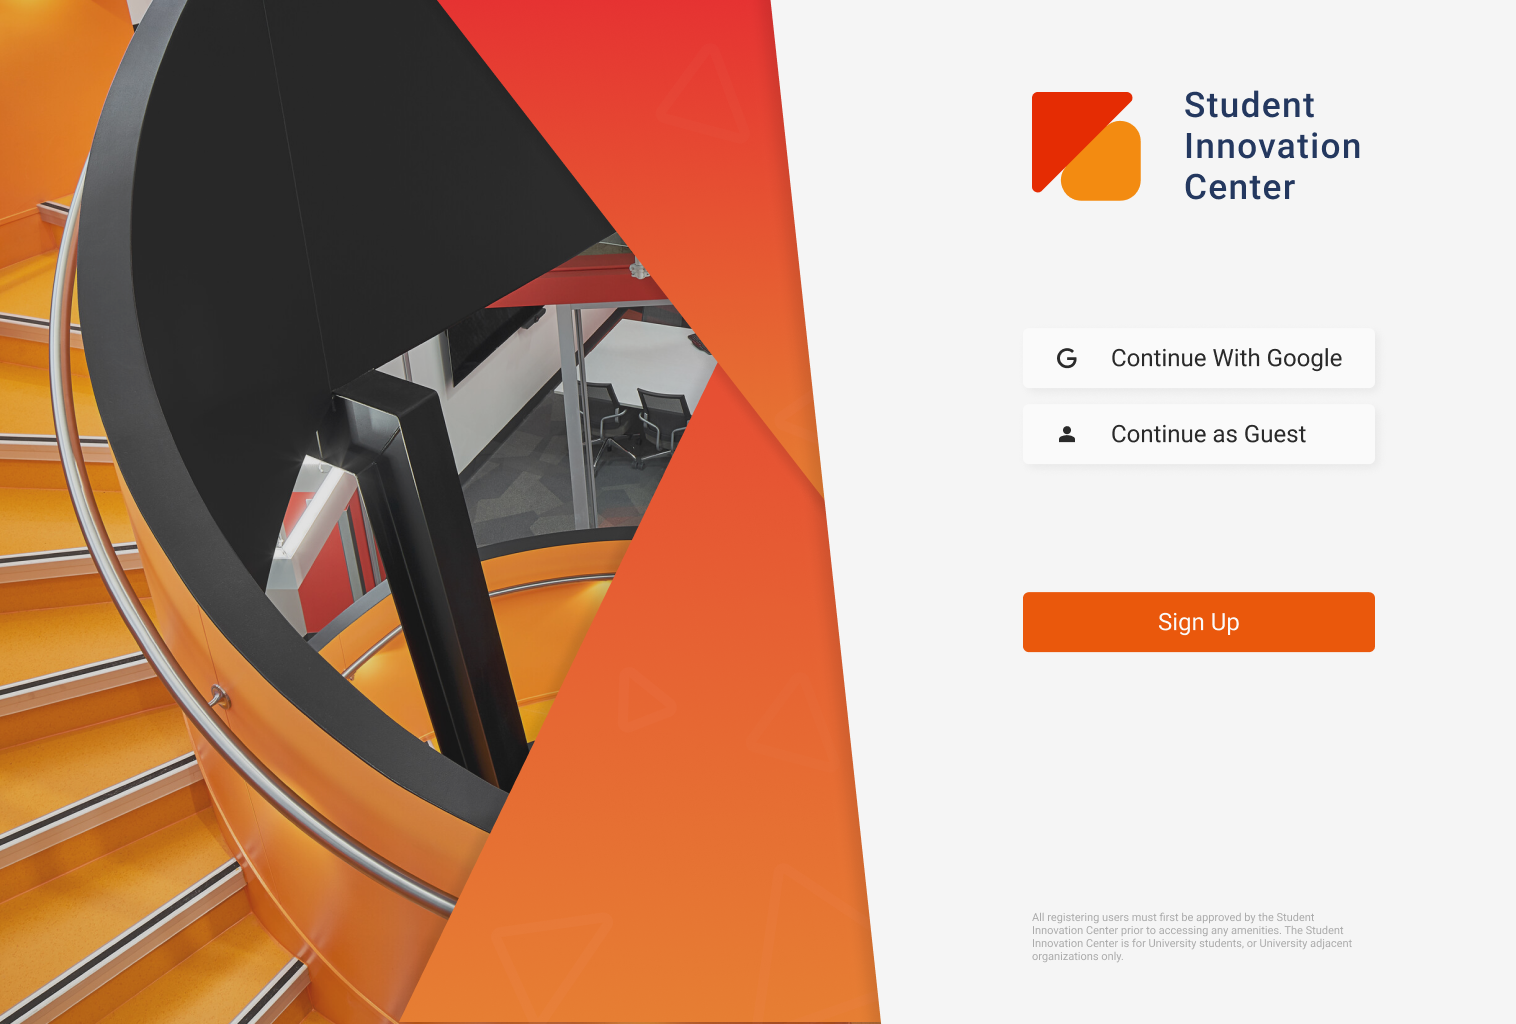 Student
Innovation
Center
Continue With Google
Continue as Guest
Sign Up
All registering users must first be approved by the Student
Innovation Center prior to accessing any amenities. The Student
Innovation Center is for University students, or University adjacent
organizations only.